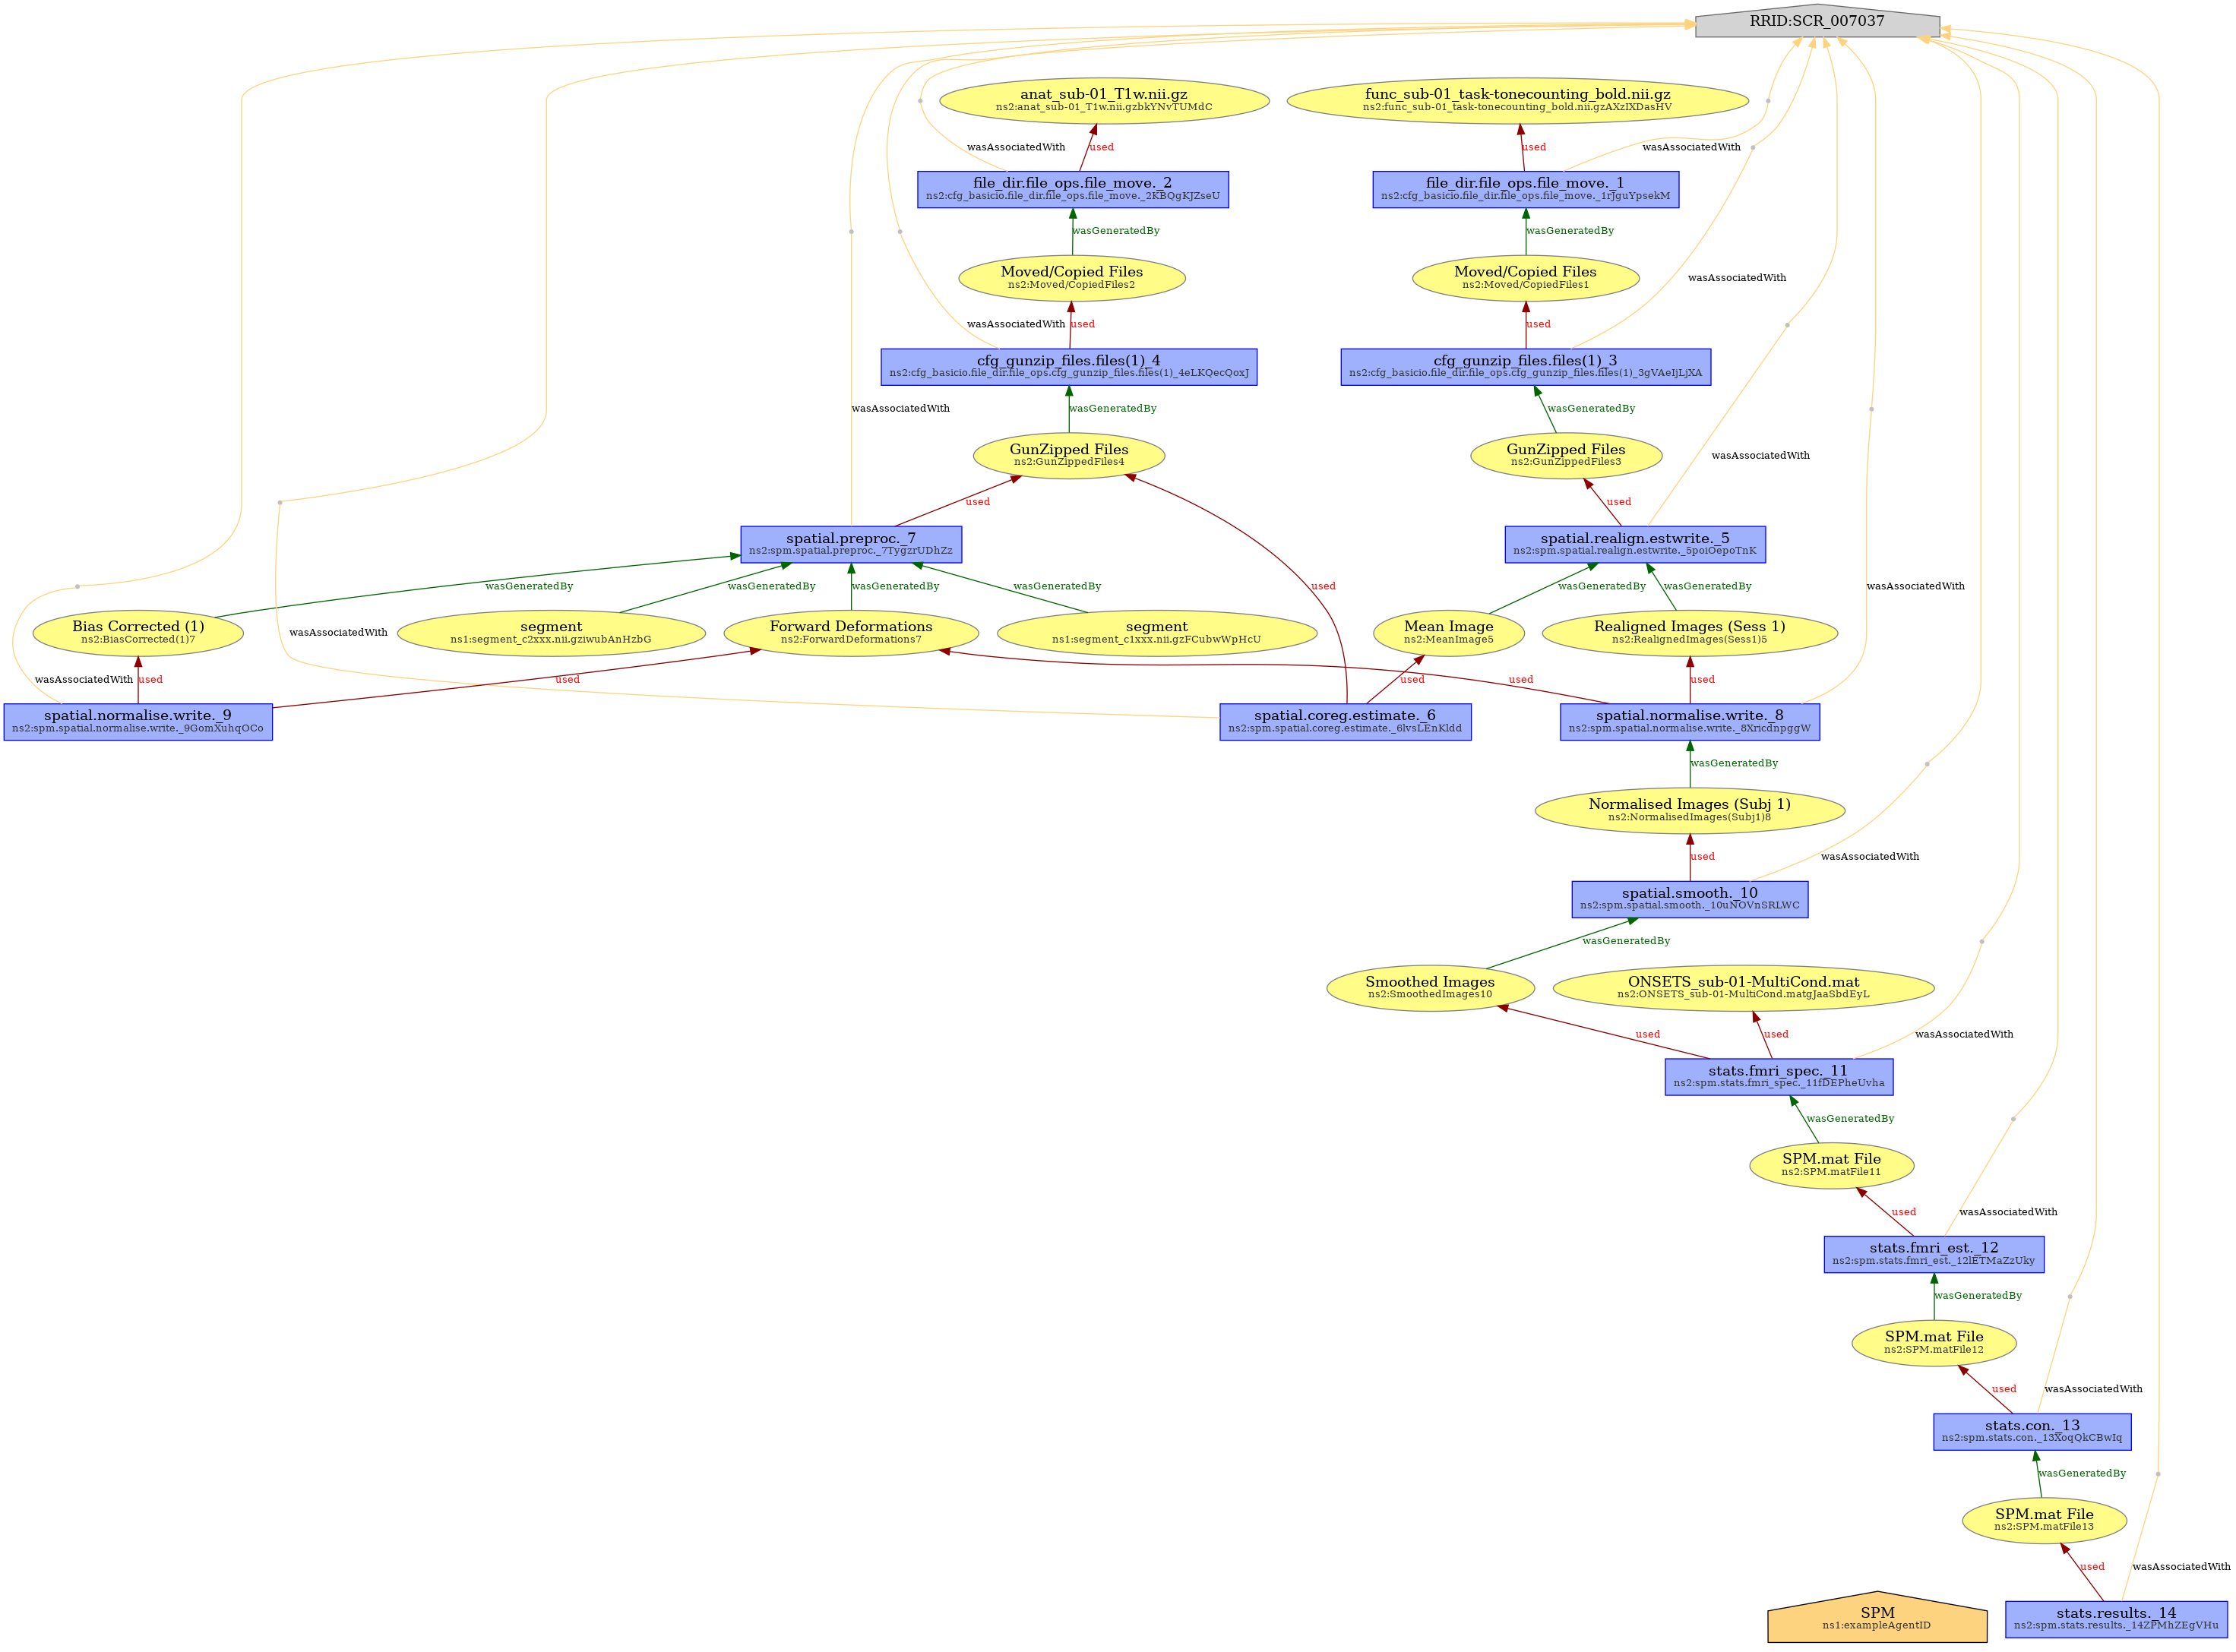 RRID:SCR_007037
anat_sub-01_T1w.nii.gz
ns2:anat_sub-01_T1w.nii.gzbkYNvTUMdC
func_sub-01_task-tonecounting_bold.nii.gz
ns2:func_sub-01_task-tonecounting_bold.nii.gzAXzIXDasHV
wasAssociatedWith
used
used
wasAssociatedWith
file_dir.file_ops.file_move._2
ns2:cfg_basicio.file_dir.file_ops.file_move._2KBQgKJZseU
file_dir.file_ops.file_move._1
ns2:cfg_basicio.file_dir.file_ops.file_move._1rJguYpsekM
wasGeneratedBy
wasGeneratedBy
Moved/Copied Files
ns2:Moved/CopiedFiles2
Moved/Copied Files
ns2:Moved/CopiedFiles1
wasAssociatedWith
wasAssociatedWith
used
used
cfg_gunzip_files.files(1)_4
ns2:cfg_basicio.file_dir.file_ops.cfg_gunzip_files.files(1)_4eLKQecQoxJ
cfg_gunzip_files.files(1)_3
ns2:cfg_basicio.file_dir.file_ops.cfg_gunzip_files.files(1)_3gVAeIjLjXA
wasAssociatedWith
wasGeneratedBy
wasGeneratedBy
GunZipped Files
ns2:GunZippedFiles4
GunZipped Files
ns2:GunZippedFiles3
wasAssociatedWith
used
used
spatial.preproc._7
ns2:spm.spatial.preproc._7TygzrUDhZz
spatial.realign.estwrite._5
ns2:spm.spatial.realign.estwrite._5poiOepoTnK
wasGeneratedBy
wasGeneratedBy
wasGeneratedBy
wasGeneratedBy
used
wasGeneratedBy
wasGeneratedBy
wasAssociatedWith
Bias Corrected (1)
ns2:BiasCorrected(1)7
wasAssociatedWith
segment
ns1:segment_c2xxx.nii.gziwubAnHzbG
Forward Deformations
ns2:ForwardDeformations7
segment
ns1:segment_c1xxx.nii.gzFCubwWpHcU
Mean Image
ns2:MeanImage5
Realigned Images (Sess 1)
ns2:RealignedImages(Sess1)5
wasAssociatedWith
used
used
used
used
used
spatial.normalise.write._9
ns2:spm.spatial.normalise.write._9GomXuhqOCo
spatial.coreg.estimate._6
ns2:spm.spatial.coreg.estimate._6lvsLEnKldd
spatial.normalise.write._8
ns2:spm.spatial.normalise.write._8XricdnpggW
wasGeneratedBy
Normalised Images (Subj 1)
ns2:NormalisedImages(Subj1)8
used
wasAssociatedWith
spatial.smooth._10
ns2:spm.spatial.smooth._10uNOVnSRLWC
wasGeneratedBy
Smoothed Images
ns2:SmoothedImages10
ONSETS_sub-01-MultiCond.mat
ns2:ONSETS_sub-01-MultiCond.matgJaaSbdEyL
used
used
wasAssociatedWith
stats.fmri_spec._11
ns2:spm.stats.fmri_spec._11fDEPheUvha
wasGeneratedBy
SPM.mat File
ns2:SPM.matFile11
used
wasAssociatedWith
stats.fmri_est._12
ns2:spm.stats.fmri_est._12lETMaZzUky
wasGeneratedBy
SPM.mat File
ns2:SPM.matFile12
used
wasAssociatedWith
stats.con._13
ns2:spm.stats.con._13XoqQkCBwIq
wasGeneratedBy
SPM.mat File
ns2:SPM.matFile13
used
wasAssociatedWith
SPM
ns1:exampleAgentID
stats.results._14
ns2:spm.stats.results._14ZPMhZEgVHu